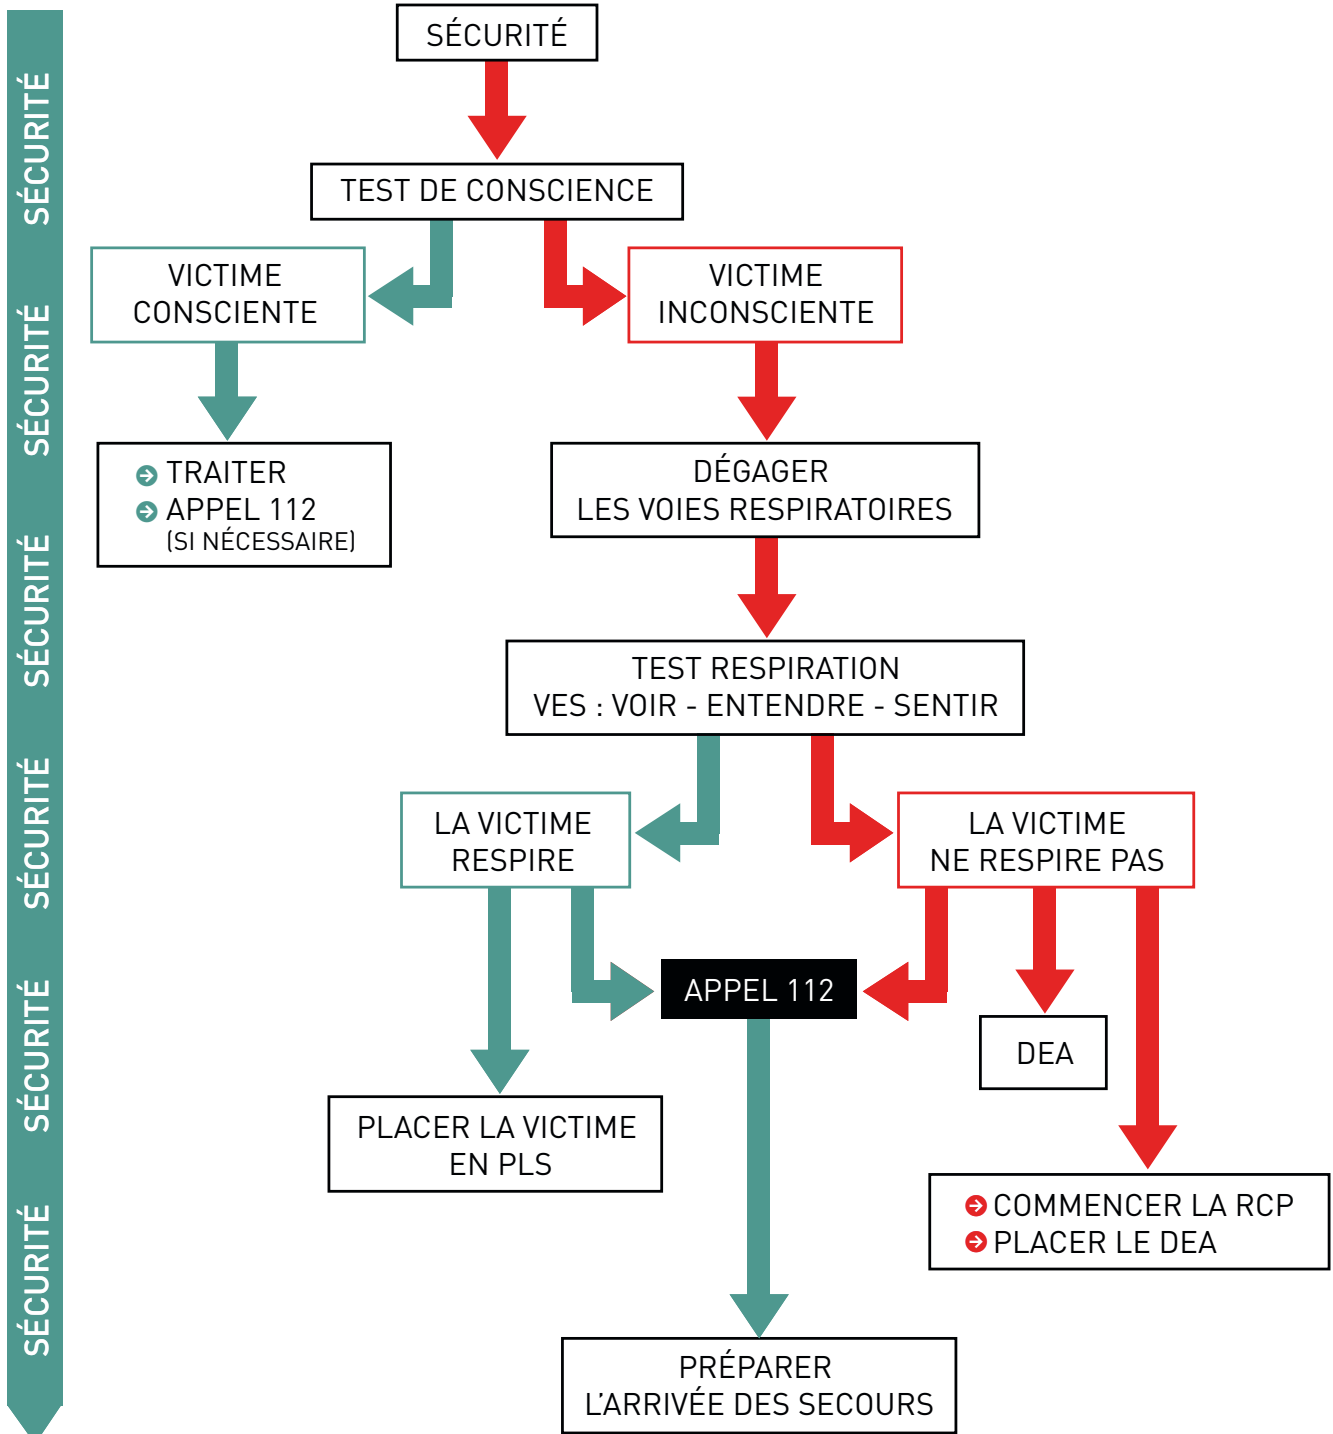 SÉCURITÉ
SÉCURITÉ
SÉCURITÉ
SÉCURITÉ
SÉCURITÉ
SÉCURITÉ
SÉCURITÉ
TEST DE CONSCIENCE
VICTIME
CONSCIENTE
VICTIME
INCONSCIENTE
TRAITER
APPEL 112
(SI NÉCESSAIRE)
DÉGAGER
LES VOIES RESPIRATOIRES
TEST RESPIRATION
VES : VOIR - ENTENDRE - SENTIR
LA VICTIME
RESPIRE
LA VICTIME
NE RESPIRE PAS
APPEL 112
DEA
PLACER LA VICTIME
EN PLS
COMMENCER LA RCP
PLACER LE DEA
PRÉPARER
L'ARRIVÉE DES SECOURS